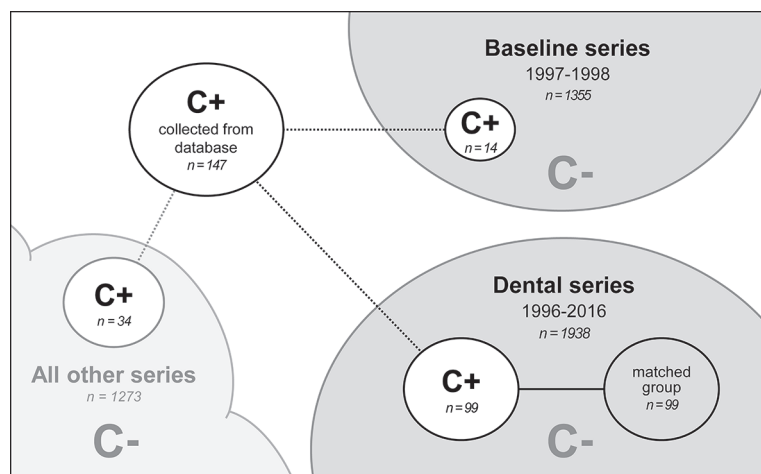 C+
collected from
database
n=147
Baseline series
1997-1998
n=1355
C+
n=14
C-
C+
n=34
All other series
n = 1273
C-
Dental series
1996-2016
n=1938
C+
n=99
matched
group
n=99
C-